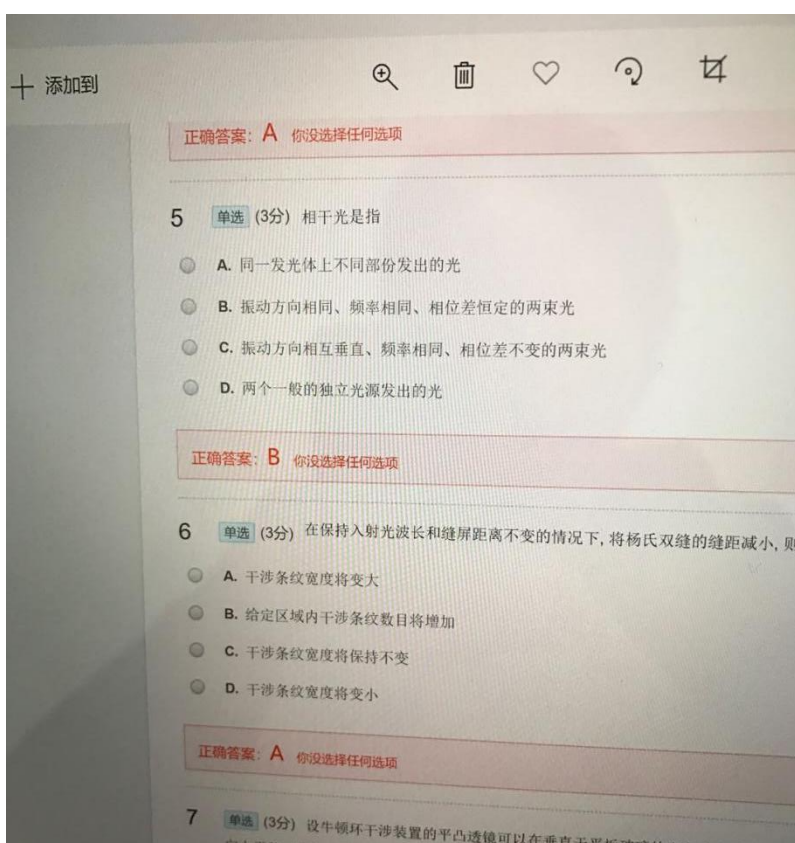 添加到
正确答案: A 你没选择任何选项
5 单选 (3分) 相干光是指
A. 同一发光体上不同部份发出的光
B. 振动方向相同、频率相同、相位差恒定的两束光
C. 振动方向相互垂直、频率相同、相位差不变的两束光
D. 两个一般的独立光源发出的光
正确答案: B 你没选择任何选项
6 单选 (3分) 在保持入射光波长和缝屏距离不变的情况下, 将杨氏双缝的缝距减小, 则
A. 干涉条纹宽度将变大
B. 给定区域内干涉条纹数目将增加
C. 干涉条纹宽度将保持不变
D. 干涉条纹宽度将变小
正确答案: A 你没选择任何选项
7 单选 (3分) 设牛顿环干涉装置的平凸透镜可以在垂直于平板